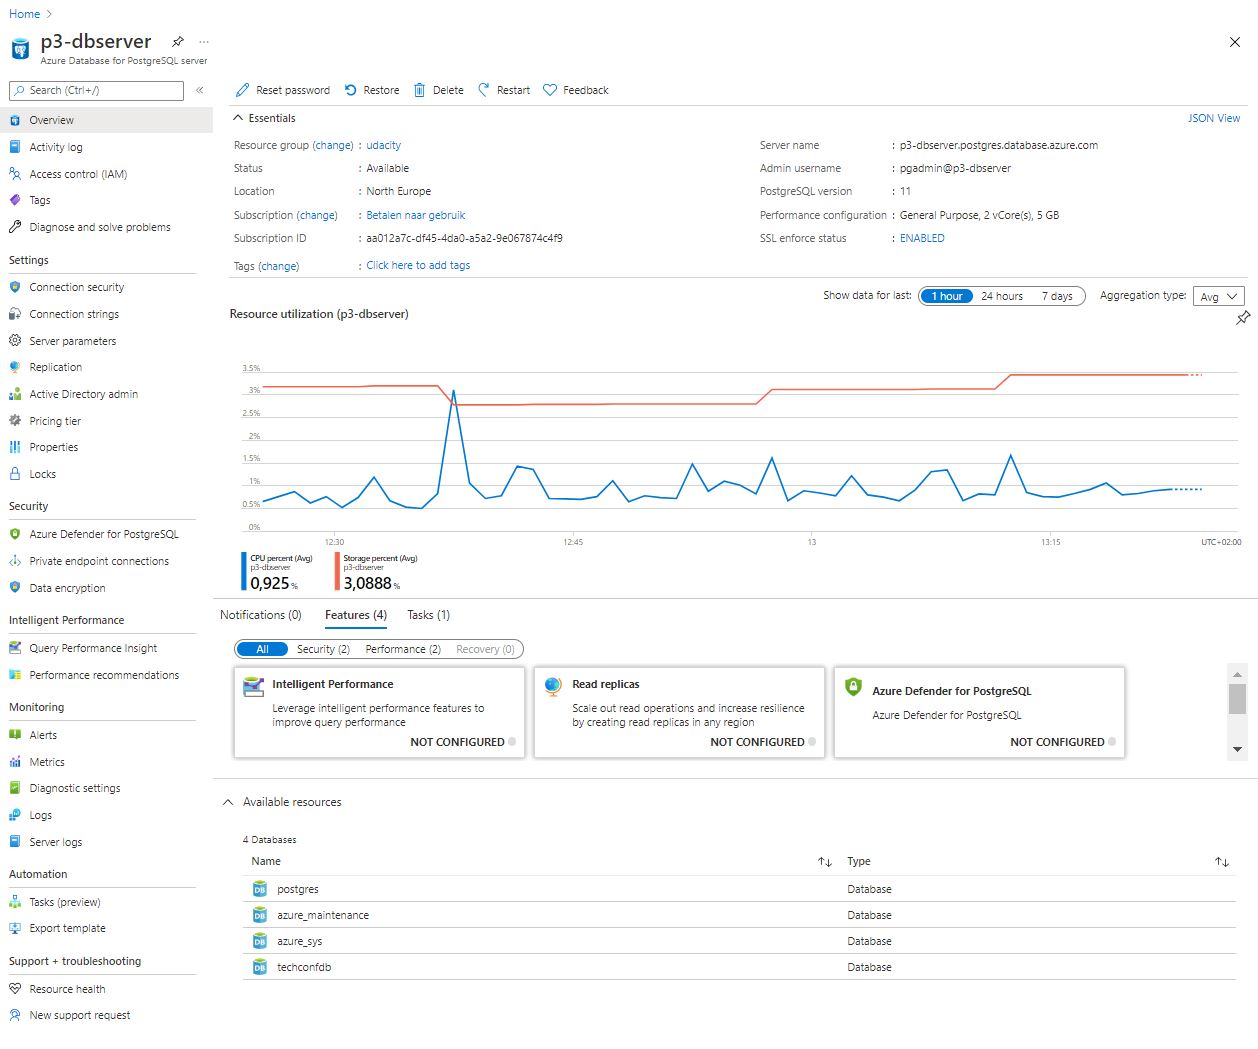 Home >
p3-dbserver ...
Azure Database for PostgreSQL server
Search (Ctrl+/) «
Overview
Activity log
Access control (IAM)
Tags
Diagnose and solve problems
Settings
Connection security
Connection strings
Server parameters
Replication
Active Directory admin
Pricing tier
Properties
Locks
Security
Azure Defender for PostgreSQL
Private endpoint connections
Data encryption
Intelligent Performance
Query Performance Insight
Performance recommendations
Monitoring
Alerts
Metrics
Diagnostic settings
Logs
Server logs
Automation
Tasks (preview)
Export template
Support + troubleshooting
Resource health
New support request
Reset password Restore Delete Restart Feedback
Essentials JSON View
Resource group (change) : udacity
Status : Available
Location : North Europe
Subscription (change) : Betalen naar gebruik
Subscription ID : aa012a7c-df45-4da0-a5a2-9e067874c4f9
Tags (change) : Click here to add tags
Server name : p3-dbserver.postgres.database.azure.com
Admin username : pgadmin@p3-dbserver
PostgreSQL version : 11
Performance configuration : General Purpose, 2 vCore(s), 5 GB
SSL enforce status : ENABLED
Show data for last: 1 hour 24 hours 7 days Aggregation type: Avg
Resource utilization (p3-dbserver)
3.5%
3%
2.5%
2%
1.5%
1%
0.5%
0%
12:30 12:45 13 13:15 UTC+02:00
CPU percent (Avg)
p3-dbserver
0,925 %
Storage percent (Avg)
p3-dbserver
3,0888 %
Notifications (0) Features (4) Tasks (1)
All Security (2) Performance (2) Recovery (0)
Intelligent Performance
Leverage intelligent performance features to
improve query performance
NOT CONFIGURED
Read replicas
Scale out read operations and increase resilience
by creating read replicas in any region
NOT CONFIGURED
Azure Defender for PostgreSQL
Azure Defender for PostgreSQL
NOT CONFIGURED
Available resources
4 Databases
Name Type
DB postgres Database
DB azure_maintenance Database
DB azure_sys Database
DB techconfdb Database